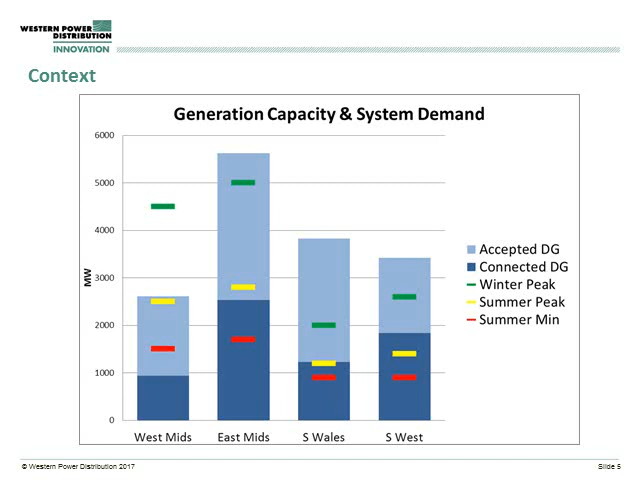 WESTERN POWER
DISTRIBUTION
INNOVATION
Context
Generation Capacity & System Demand
6000
5000
4000
3000
2000
1000
0
MW
West Mids
East Mids
S Wales
S West
Accepted DG
Connected DG
Winter Peak
Summer Peak
Summer Min
© Western Power Distribution 2017
Slide 5